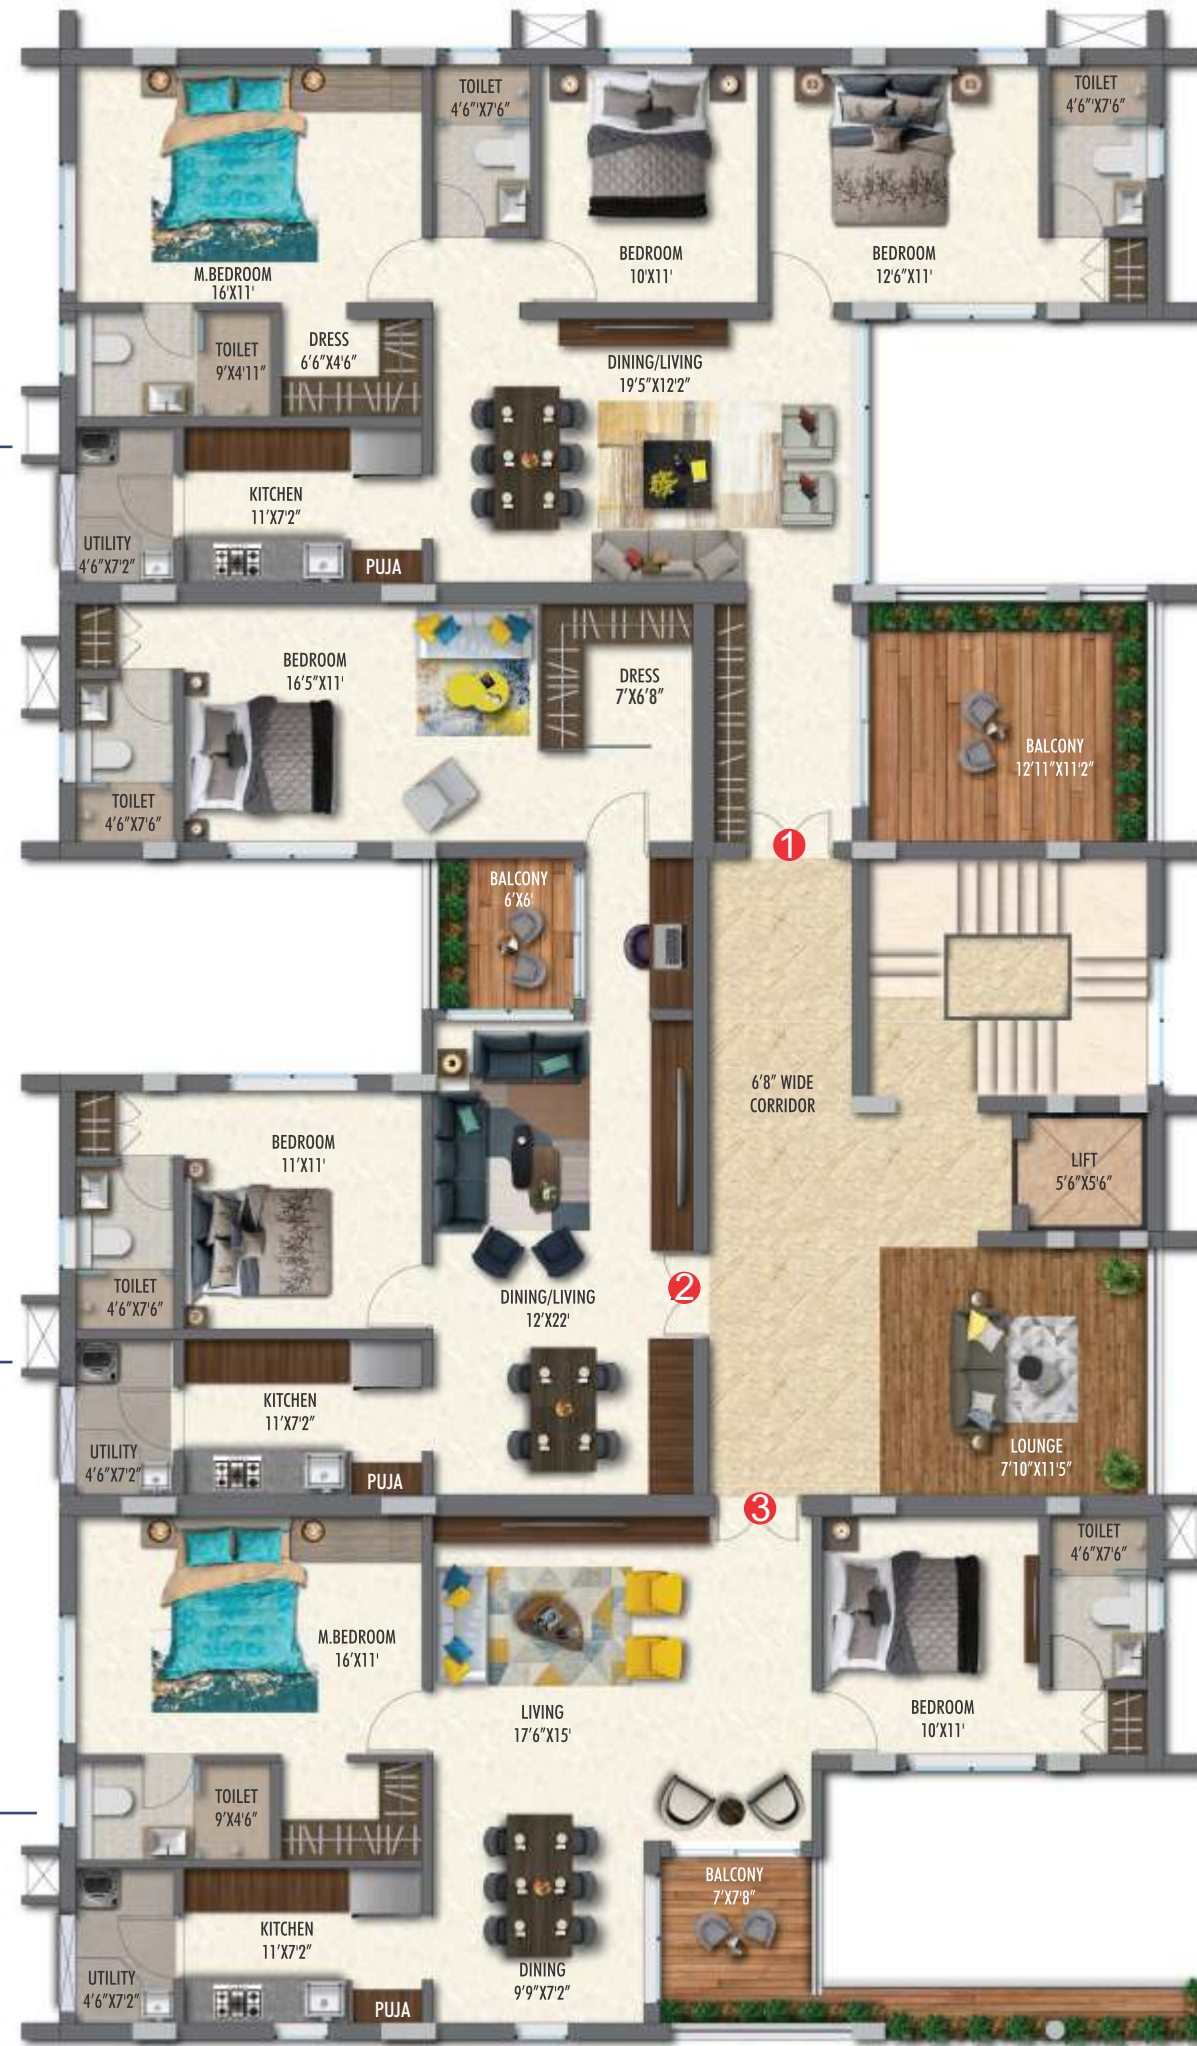 TOILET
4'6"'X7'6"
TOILET
4'6"'X7'6"
BEDROOM
10'X11'
BEDROOM
12'6"X11'
M.BEDROOM
16'X11'
TOILET
9'X4'11"
DRESS
6'6"X4'6"
DINING/LIVING
19'5"X12'2"
KITCHEN
11'X7'2"
UTILITY
4'6"X7'2"
PUJA
BEDROOM
16'5"X11'
DRESS
7'X6'8"
BALCONY
12'11"X11'2"
TOILET
4'6"X7'6"
1
BALCONY
6'X6'
6'8" WIDE
CORRIDOR
BEDROOM
11'X11'
LIFT
5'6"X5'6"
TOILET
4'6"X7'6"
2
DINING/LIVING
12'X22'
KITCHEN
11'X7'2"
UTILITY
4'6"X7'2"
PUJA
LOUNGE
7'10"X11'5"
3
TOILET
4'6"X7'6"
M.BEDROOM
16'X11'
LIVING
17'6"X15'
BEDROOM
10'X11'
TOILET
9'X4'6"
BALCONY
7'X7'8"
KITCHEN
11'X7'2"
UTILITY
4'6"X7'2"
DINING
9'9"X7'2"
PUJA